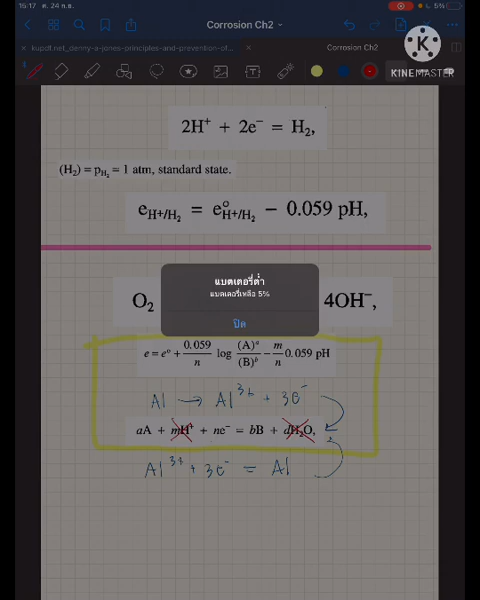 16:17 ศ. 24 ก.ย.
5%
Corrosion Ch2
kupdf.net_denny-a-jones-principles-and-prevention-of...
Corrosion Ch2
K
KINEMASTER
2H⁺ + 2e⁻ = H₂,
(H₂) = p_H₂ = 1 atm, standard state.
e_H⁺/H₂ = e°_H⁺/H₂ − 0.059 pH,
แบตเตอรี่ต่ำ
แบตเตอรี่เหลือ 5%
ปิด
O₂ 4OH⁻,
e = e° + 0.059/n log (A)ᵃ/(B)ᵇ − m/n 0.059 pH
Al → Al³⁺ + 3e⁻
aA + mH⁺ + ne⁻ = bB + dH₂O,
Al³⁺ + 3e⁻ = Al